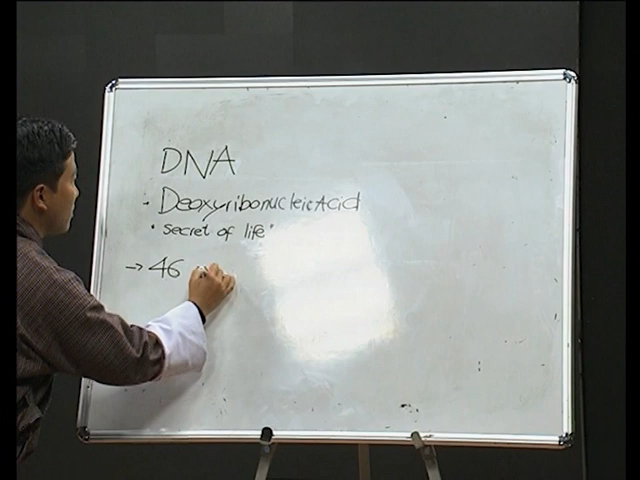 DNA
- Deoxyribonucleic Acid
"secret of life"
→ 46